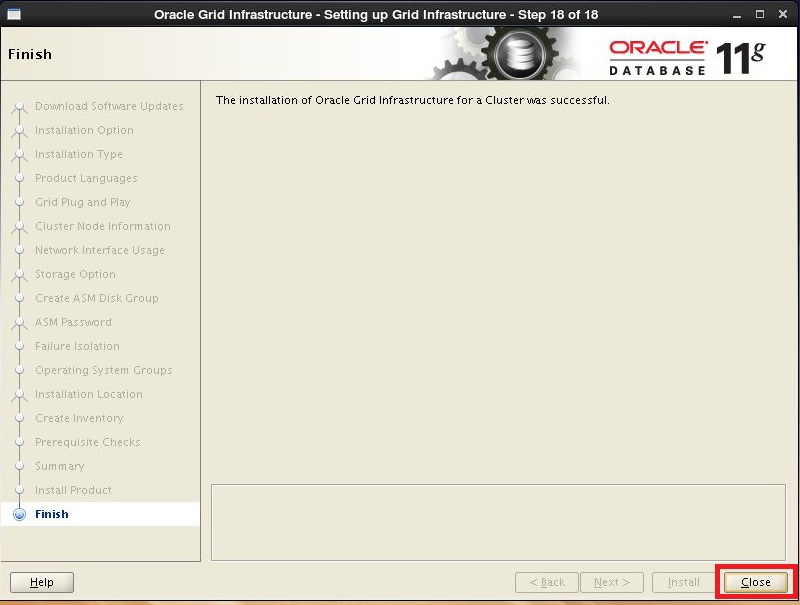 Oracle Grid Infrastructure - Setting up Grid Infrastructure - Step 18 of 18
Finish
ORACLE
DATABASE 11g
Download Software Updates
Installation Option
Installation Type
Product Languages
Grid Plug and Play
Cluster Node Information
Network Interface Usage
Storage Option
Create ASM Disk Group
ASM Password
Failure Isolation
Operating System Groups
Installation Location
Create Inventory
Prerequisite Checks
Summary
Install Product
Finish
The installation of Oracle Grid Infrastructure for a Cluster was successful.
Help
< Back
Next >
Install
Close